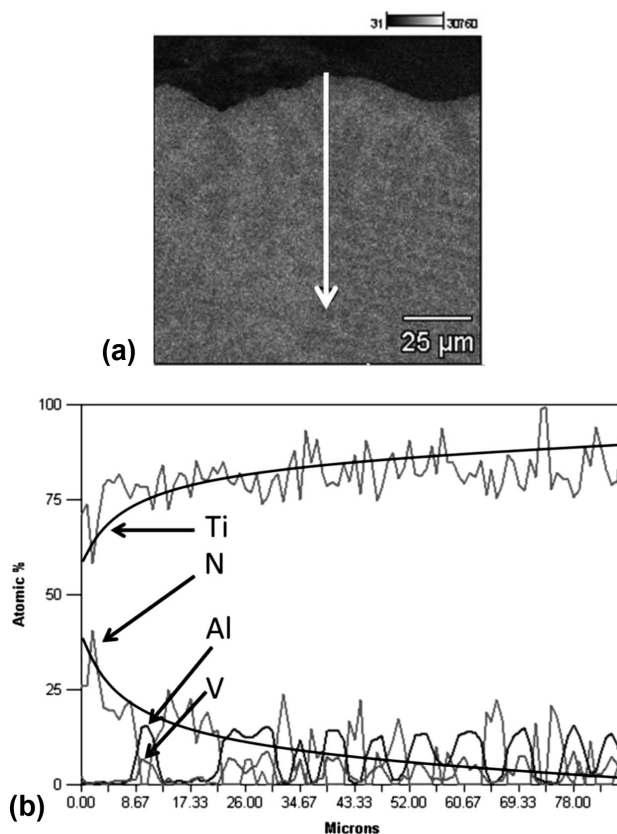 31 30760
25 µm
(a)
100
75
50
25
0
Atomic %
Ti
N
Al
V
0.00 8.67 17.33 26.00 34.67 43.33 52.00 60.67 69.33 78.00
Microns
(b)